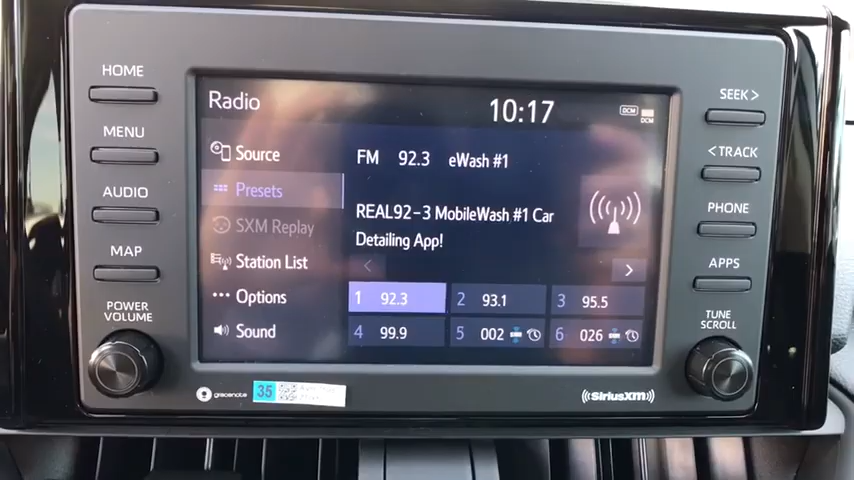 HOME
MENU
AUDIO
MAP
POWER
VOLUME
Radio
10:17
DCM
DCM
Source
Presets
SXM Replay
Station List
Options
Sound
FM 92.3 eWash #1
REAL92-3 MobileWash #1 Car
Detailing App!
1 92.3
2 93.1
3 95.5
4 99.9
5 002
6 026
SEEK >
< TRACK
PHONE
APPS
TUNE
SCROLL
gracenote
35
((SiriusXM))